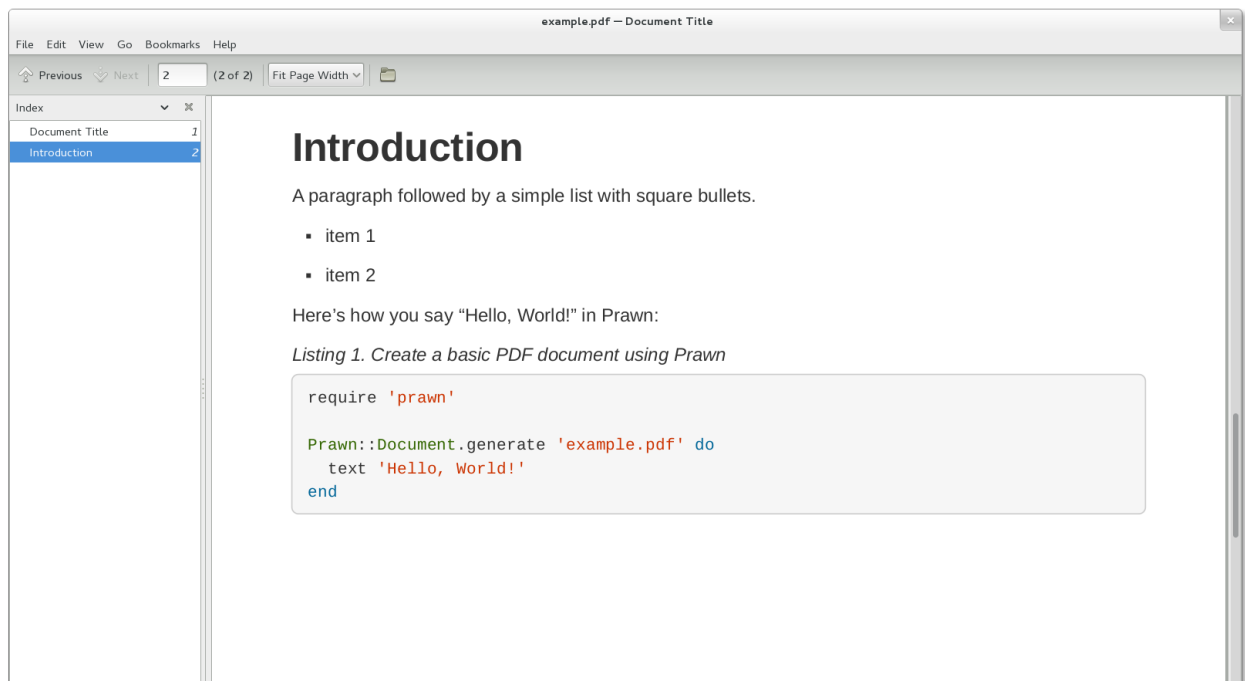 example.pdf — Document Title
File Edit View Go Bookmarks Help
Previous Next 2 (2 of 2) Fit Page Width
Index
Document Title 1
Introduction 2
Introduction
A paragraph followed by a simple list with square bullets.
▪ item 1
▪ item 2
Here’s how you say “Hello, World!” in Prawn:
Listing 1. Create a basic PDF document using Prawn
require 'prawn'
Prawn::Document.generate 'example.pdf' do
  text 'Hello, World!'
end